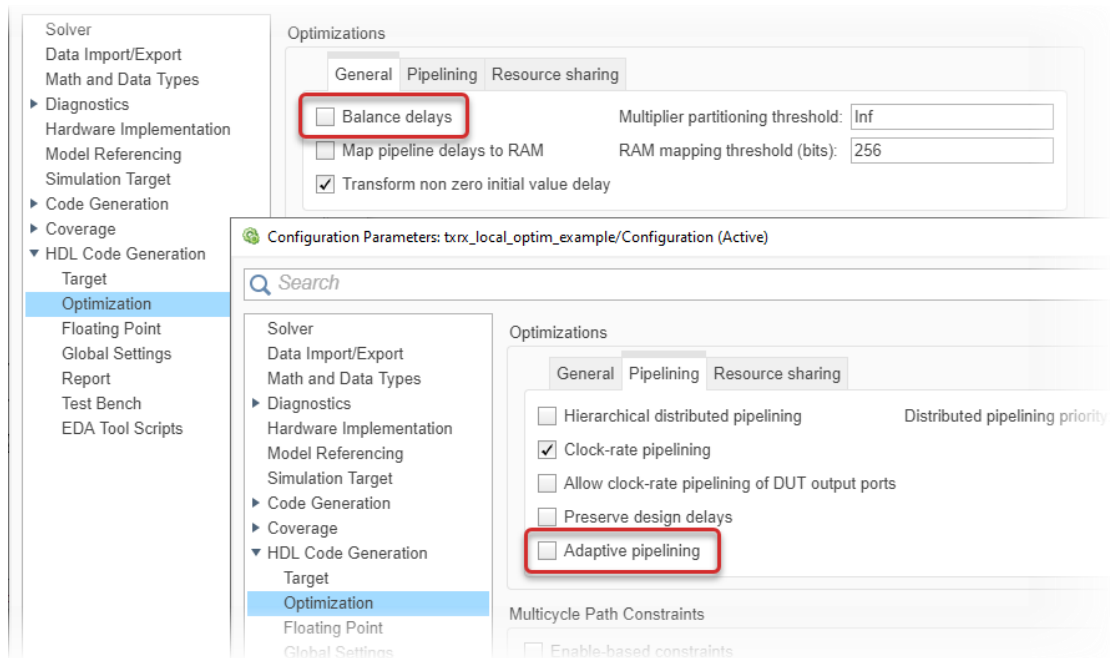 Solver
Data Import/Export
Math and Data Types
Diagnostics
Hardware Implementation
Model Referencing
Simulation Target
Code Generation
Coverage
HDL Code Generation
Target
Optimization
Floating Point
Global Settings
Report
Test Bench
EDA Tool Scripts
Optimizations
General Pipelining Resource sharing
Balance delays Multiplier partitioning threshold: Inf
Map pipeline delays to RAM RAM mapping threshold (bits): 256
Transform non zero initial value delay
Configuration Parameters: txrx_local_optim_example/Configuration (Active)
Search
Solver
Data Import/Export
Math and Data Types
Diagnostics
Hardware Implementation
Model Referencing
Simulation Target
Code Generation
Coverage
HDL Code Generation
Target
Optimization
Floating Point
Global Settings
Optimizations
General Pipelining Resource sharing
Hierarchical distributed pipelining Distributed pipelining priority
Clock-rate pipelining
Allow clock-rate pipelining of DUT output ports
Preserve design delays
Adaptive pipelining
Multicycle Path Constraints
Enable-based constraints